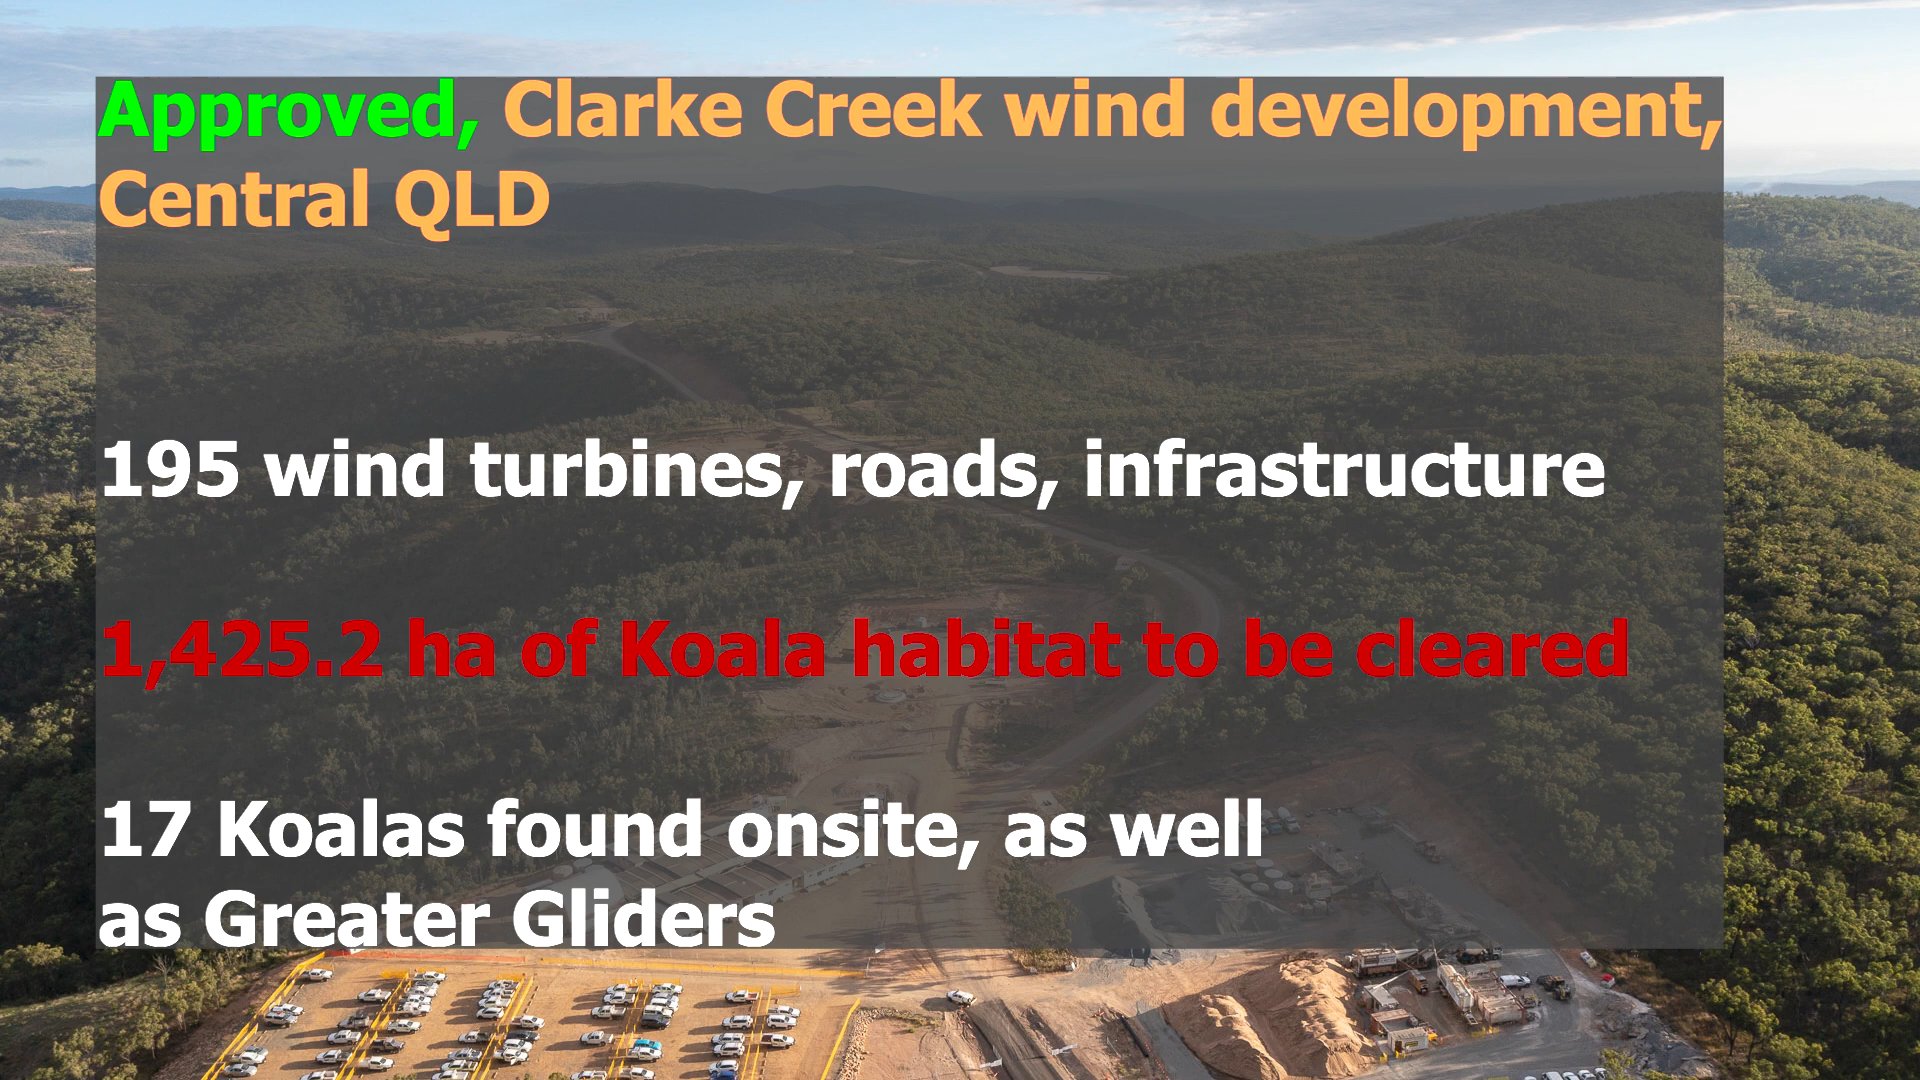 Approved, Clarke Creek wind development,
Central QLD
195 wind turbines, roads, infrastructure
1,425.2 ha of Koala habitat to be cleared
17 Koalas found onsite, as well
as Greater Gliders